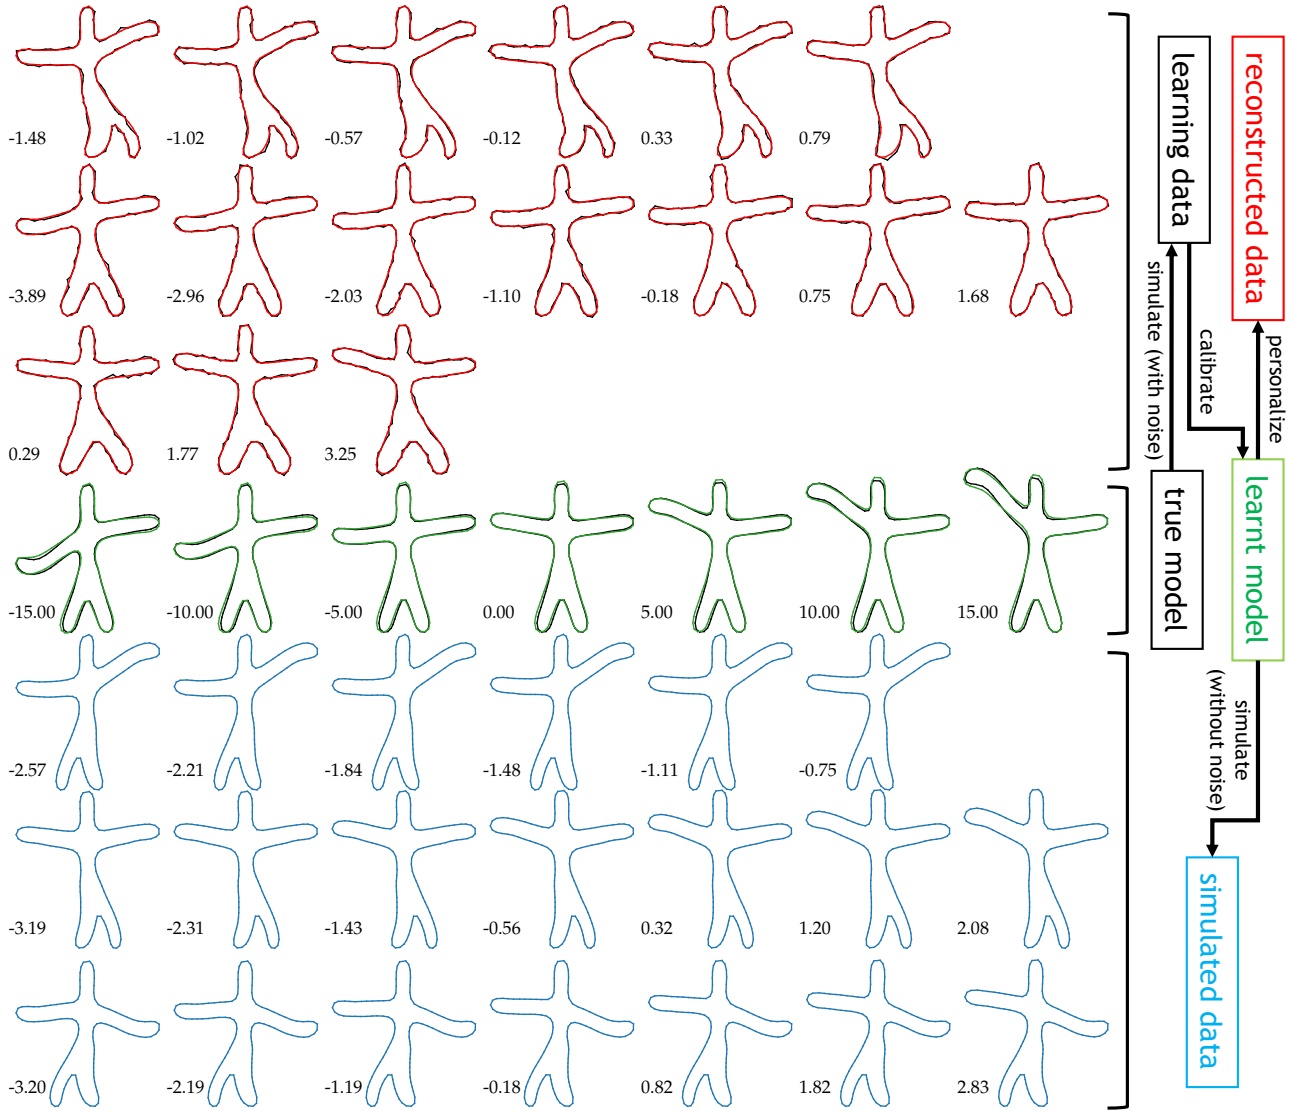 -1.48 -1.02 -0.57 -0.12 0.33 0.79
-3.89 -2.96 -2.03 -1.10 -0.18 0.75 1.68
0.29 1.77 3.25
-15.00 -10.00 -5.00 0.00 5.00 10.00 15.00
-2.57 -2.21 -1.84 -1.48 -1.11 -0.75
-3.19 -2.31 -1.43 -0.56 0.32 1.20 2.08
-3.20 -2.19 -1.19 -0.18 0.82 1.82 2.83
reconstructed data
learning data
personalize
calibrate
simulate (with noise)
learnt model
true model
simulate
(without noise)
simulated data